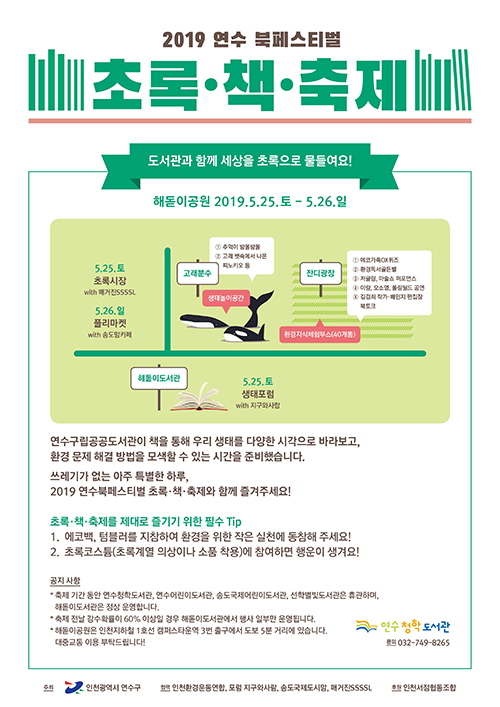 2019 연수 북페스티벌
초록·책·축제
도서관과 함께 세상을 초록으로 물들여요!
해돋이공원 2019.5.25.토 - 5.26.일
5.25.토
초록시장
with 매거진SSSSL
5.26.일
플리마켓
with 송도맘카페
고래분수
① 추억이 방울방울
② 고래 뱃속에서 나온
피노키오 등
생태놀이공간
잔디광장
① 에코가족OX퀴즈
② 환경독서골든벨
③ 저글링, 마술쇼 퍼포먼스
④ 이랑, 오소영, 롤링쿼츠 공연
⑤ 김겨울 작가·
북토크
환경지식체험부스(40개동)
해돋이도서관
5.25.토
생태포럼
with 지구와사람
연수구립공공도서관이 책을 통해 우리 생태를 다양한 시각으로 바라보고,
환경 문제 해결 방법을 모색할 수 있는 시간을 준비했습니다.
쓰레기가 없는 아주 특별한 하루,
2019 연수북페스티벌 초록·책·축제와 함께 즐겨주세요!
초록·책·축제를 제대로 즐기기 위한 필수 Tip
1. 에코백, 텀블러를 지참하여 환경을 위한 작은 실천에 동참해 주세요!
2. 초록코스튬(초록계열 의상이나 소품 착용)에 참여하면 행운이 생겨요!
공지 사항
* 축제 기간 동안 연수청학도서관, 연수어린이도서관, 송도국제어린이도서관, 선학별빛도서관은 휴관하며,
해돋이도서관은 정상 운영합니다.
* 축제 전날 강수확률이 60% 이상일 경우 해돋이도서관에서 행사 일부만 운영됩니다.
* 해돋이공원은 인천지하철 1호선 캠퍼스타운역 3번 출구에서 도보 5분 거리에 있습니다.
대중교통 이용 부탁드립니다!
연수청학도서관
문의 032-749-8265
주최 인천광역시 연수구
협력 인천환경운동연합, 포럼 지구와사람, 송도국제도시맘, 매거진SSSSL
후원 인천서점협동조합